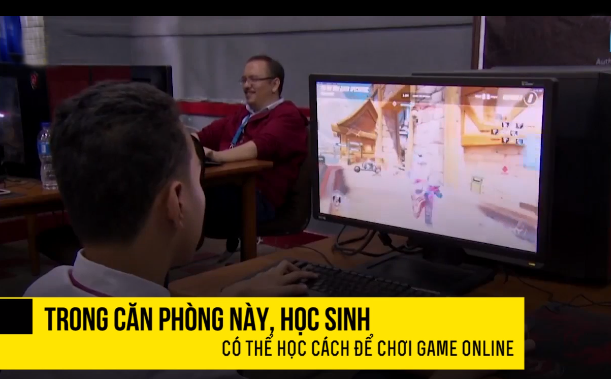 TRONG CĂN PHÒNG NÀY, HỌC SINH
CÓ THỂ HỌC CÁCH ĐỂ CHƠI GAME ONLINE